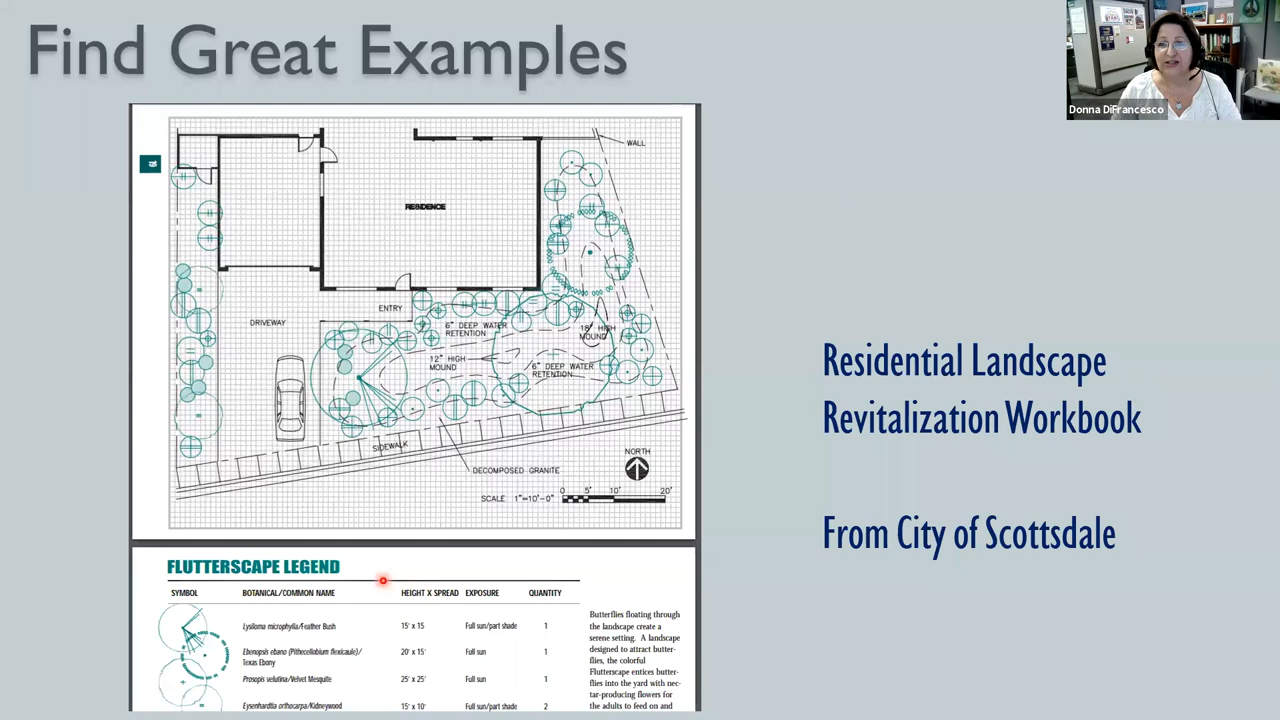 Find Great Examples
Donna DiFrancesco
WALL
RESIDENCE
ENTRY
DRIVEWAY
6" DEEP WATER
RETENTION
18" HIGH
MOUND
12" HIGH
MOUND
6" DEEP WATER
RETENTION
SIDEWALK
DECOMPOSED GRANITE
NORTH
SCALE 1"=10'-0"
0 5' 10' 20'
Residential Landscape
Revitalization Workbook
From City of Scottsdale
FLUTTERSCAPE LEGEND
SYMBOL BOTANICAL/COMMON NAME HEIGHT X SPREAD EXPOSURE QUANTITY
Lysiloma microphylla/Feather Bush 15' x 15 Full sun/part shade 1
Ebenopsis ebano (Pithecellobium flexicaule)/
Texas Ebony 20' x 15' Full sun 1
Prosopis velutina/Velvet Mesquite 25' x 25' Full sun 1
Eysenhardtia orthocarpa/Kidneywood 15' x 10' Full sun/part shade 2
Butterflies floating through
the landscape create a
serene setting. A landscape
designed to attract butter-
flies, the colorful
Flutterscape entices butter-
flies into the yard with nec-
tar-producing flowers for
the adults to feed on and